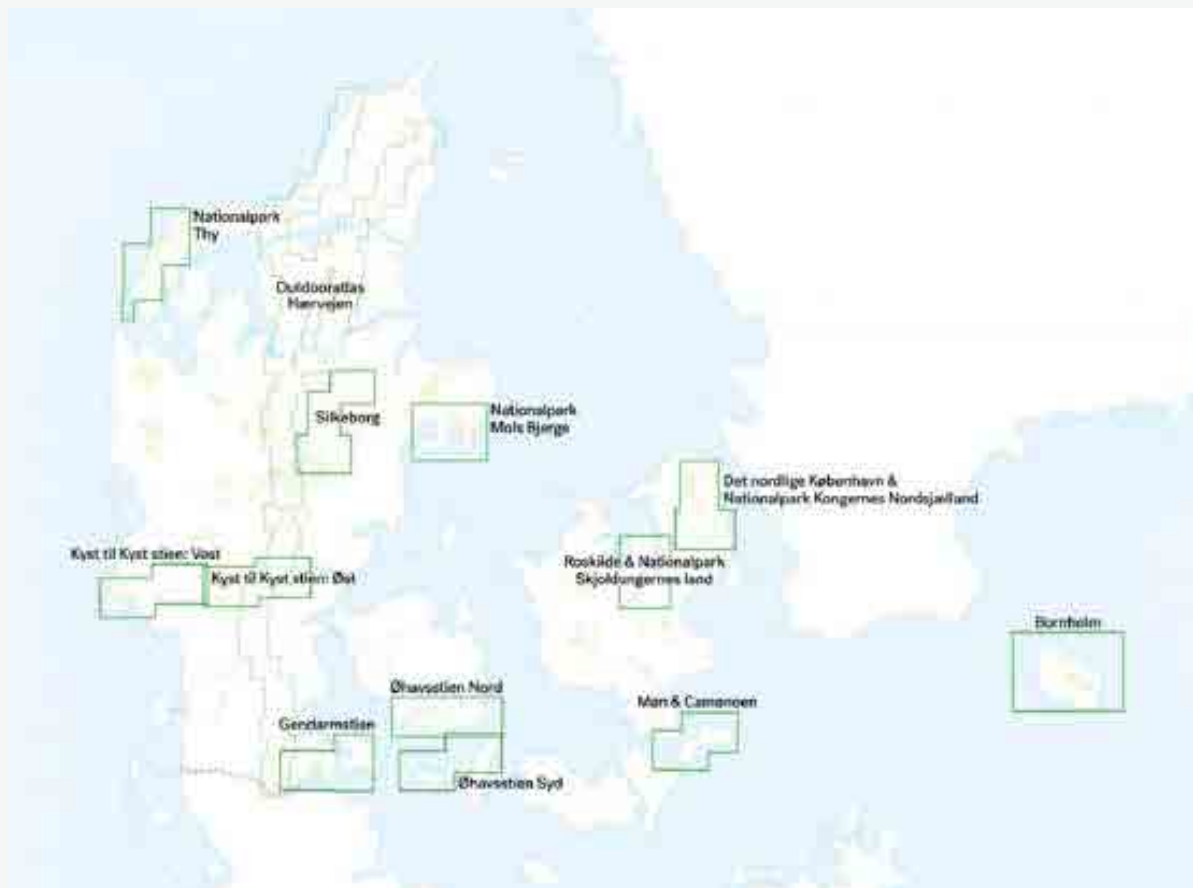 Nationalpark
Thy
Outdooratlas
Hærvejen
Silkeborg
Nationalpark
Mols Bjerge
Det nordlige København &
Nationalpark Kongernes Nordsjælland
Kyst til Kyst stien: Vest
Kyst til Kyst stien: Øst
Roskilde & Nationalpark
Skjoldungernes land
Bornholm
Øhavsstien Nord
Møn & Camønoen
Gendarmstien
Øhavsstien Syd